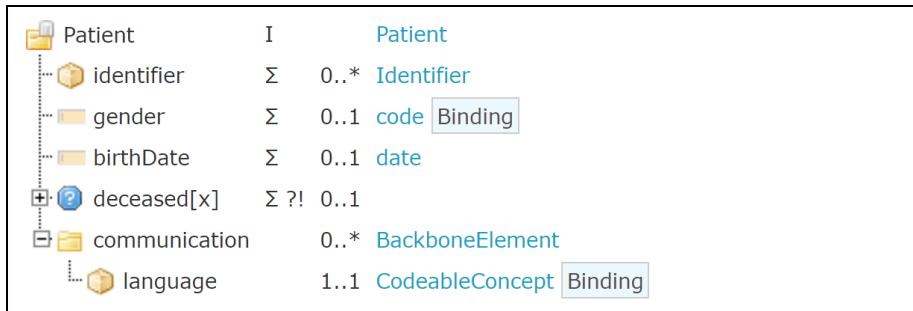 Patient I Patient
identifier Σ 0..* Identifier
gender Σ 0..1 code Binding
birthDate Σ 0..1 date
deceased[x] Σ ?! 0..1
communication 0..* BackboneElement
language 1..1 CodeableConcept Binding